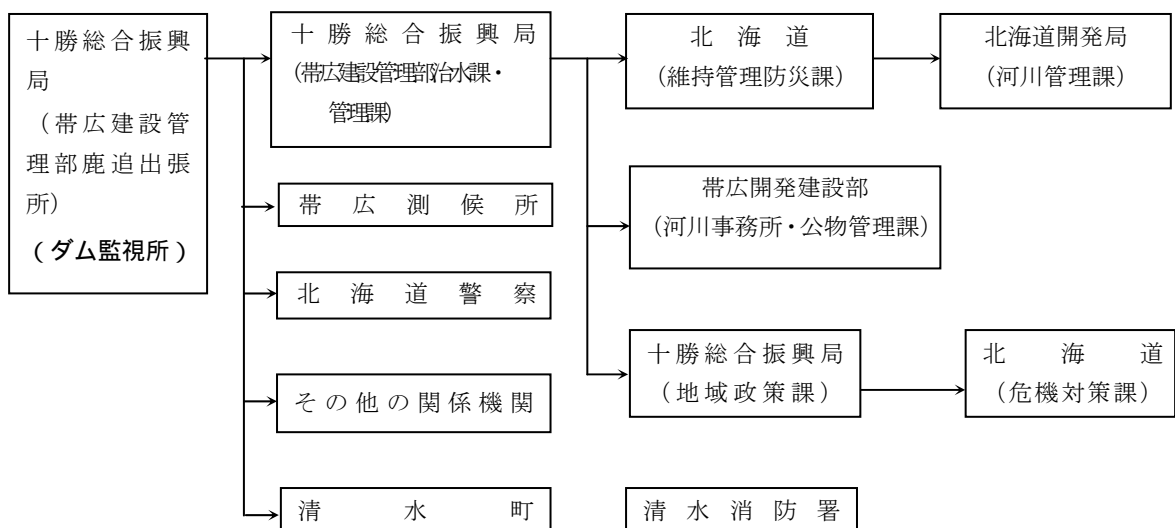 十勝総合振興
局
（帯広建設管
理部鹿追出張
所）
（ダム監視所）
十勝総合振興局
（帯広建設管理部治水課・
管理課）
帯広測候所
北海道警察
その他の関係機関
清水町
北海道
（維持管理防災課）
帯広開発建設部
（河川事務所・公物管理課）
十勝総合振興局
（地域政策課）
清水消防署
北海道開発局
（河川管理課）
北海道
（危機対策課）